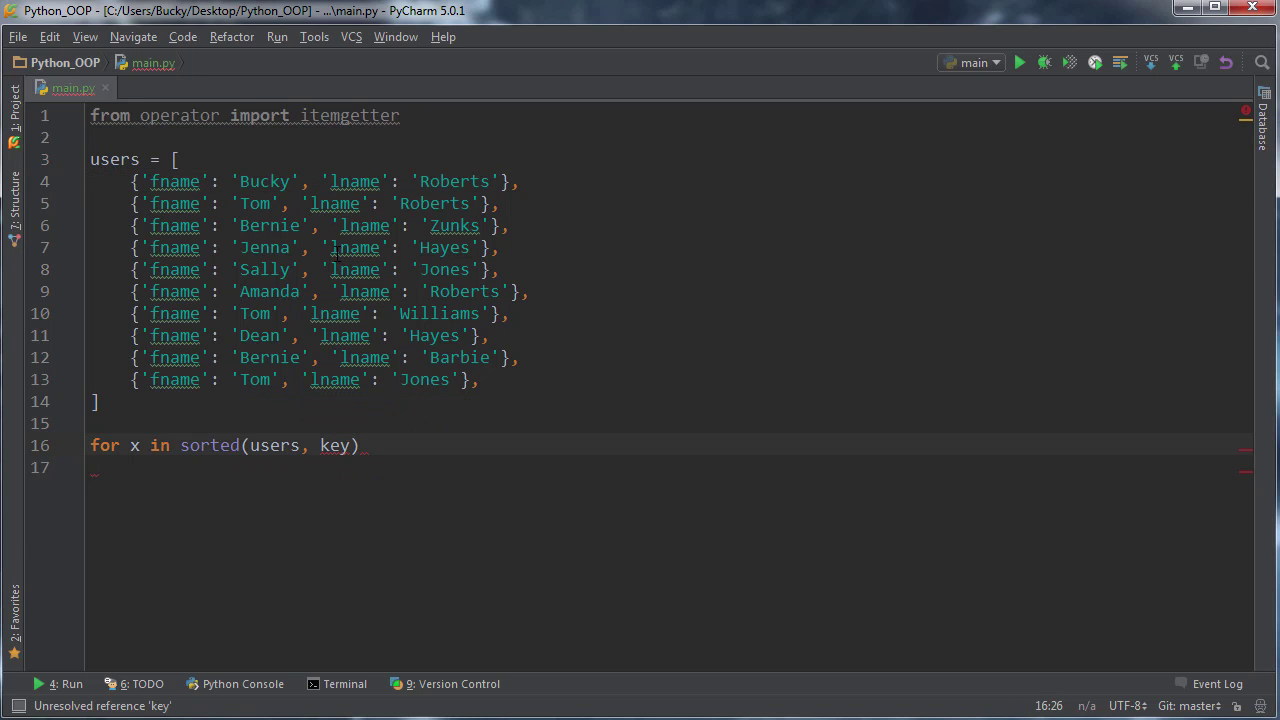 Python_OOP - [C:/Users/Bucky/Desktop/Python_OOP] - ...\main.py - PyCharm 5.0.1
File Edit View Navigate Code Refactor Run Tools VCS Window Help
Python_OOP main.py main VCS VCS
main.py
1 from operator import itemgetter
2
3 users = [
4 {'fname': 'Bucky', 'lname': 'Roberts'},
5 {'fname': 'Tom', 'lname': 'Roberts'},
6 {'fname': 'Bernie', 'lname': 'Zunks'},
7 {'fname': 'Jenna', 'lname': 'Hayes'},
8 {'fname': 'Sally', 'lname': 'Jones'},
9 {'fname': 'Amanda', 'lname': 'Roberts'},
10 {'fname': 'Tom', 'lname': 'Williams'},
11 {'fname': 'Dean', 'lname': 'Hayes'},
12 {'fname': 'Bernie', 'lname': 'Barbie'},
13 {'fname': 'Tom', 'lname': 'Jones'},
14 ]
15
16 for x in sorted(users, key)
17
1: Project
7: Structure
2: Favorites
Database
4: Run 6: TODO Python Console Terminal 9: Version Control Event Log
Unresolved reference 'key' 16:26 n/a UTF-8 Git: master